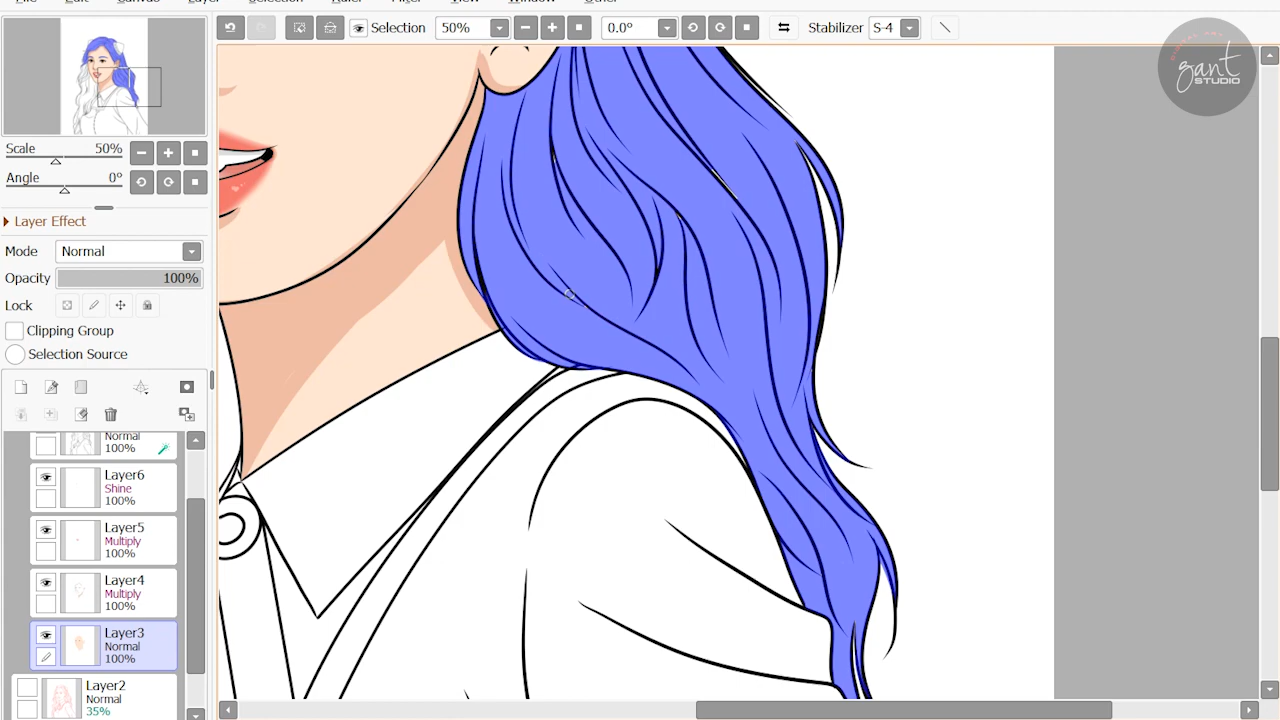 Selection
50%
0.0°
Stabilizer
S-4
DIGITAL ART
gant
STUDIO
Scale
50%
Angle
0°
Layer Effect
Mode
Normal
Opacity
100%
Lock
Clipping Group
Selection Source
Normal
100%
Layer6
Shine
100%
Layer5
Multiply
100%
Layer4
Multiply
100%
Layer3
Normal
100%
Layer2
Normal
35%